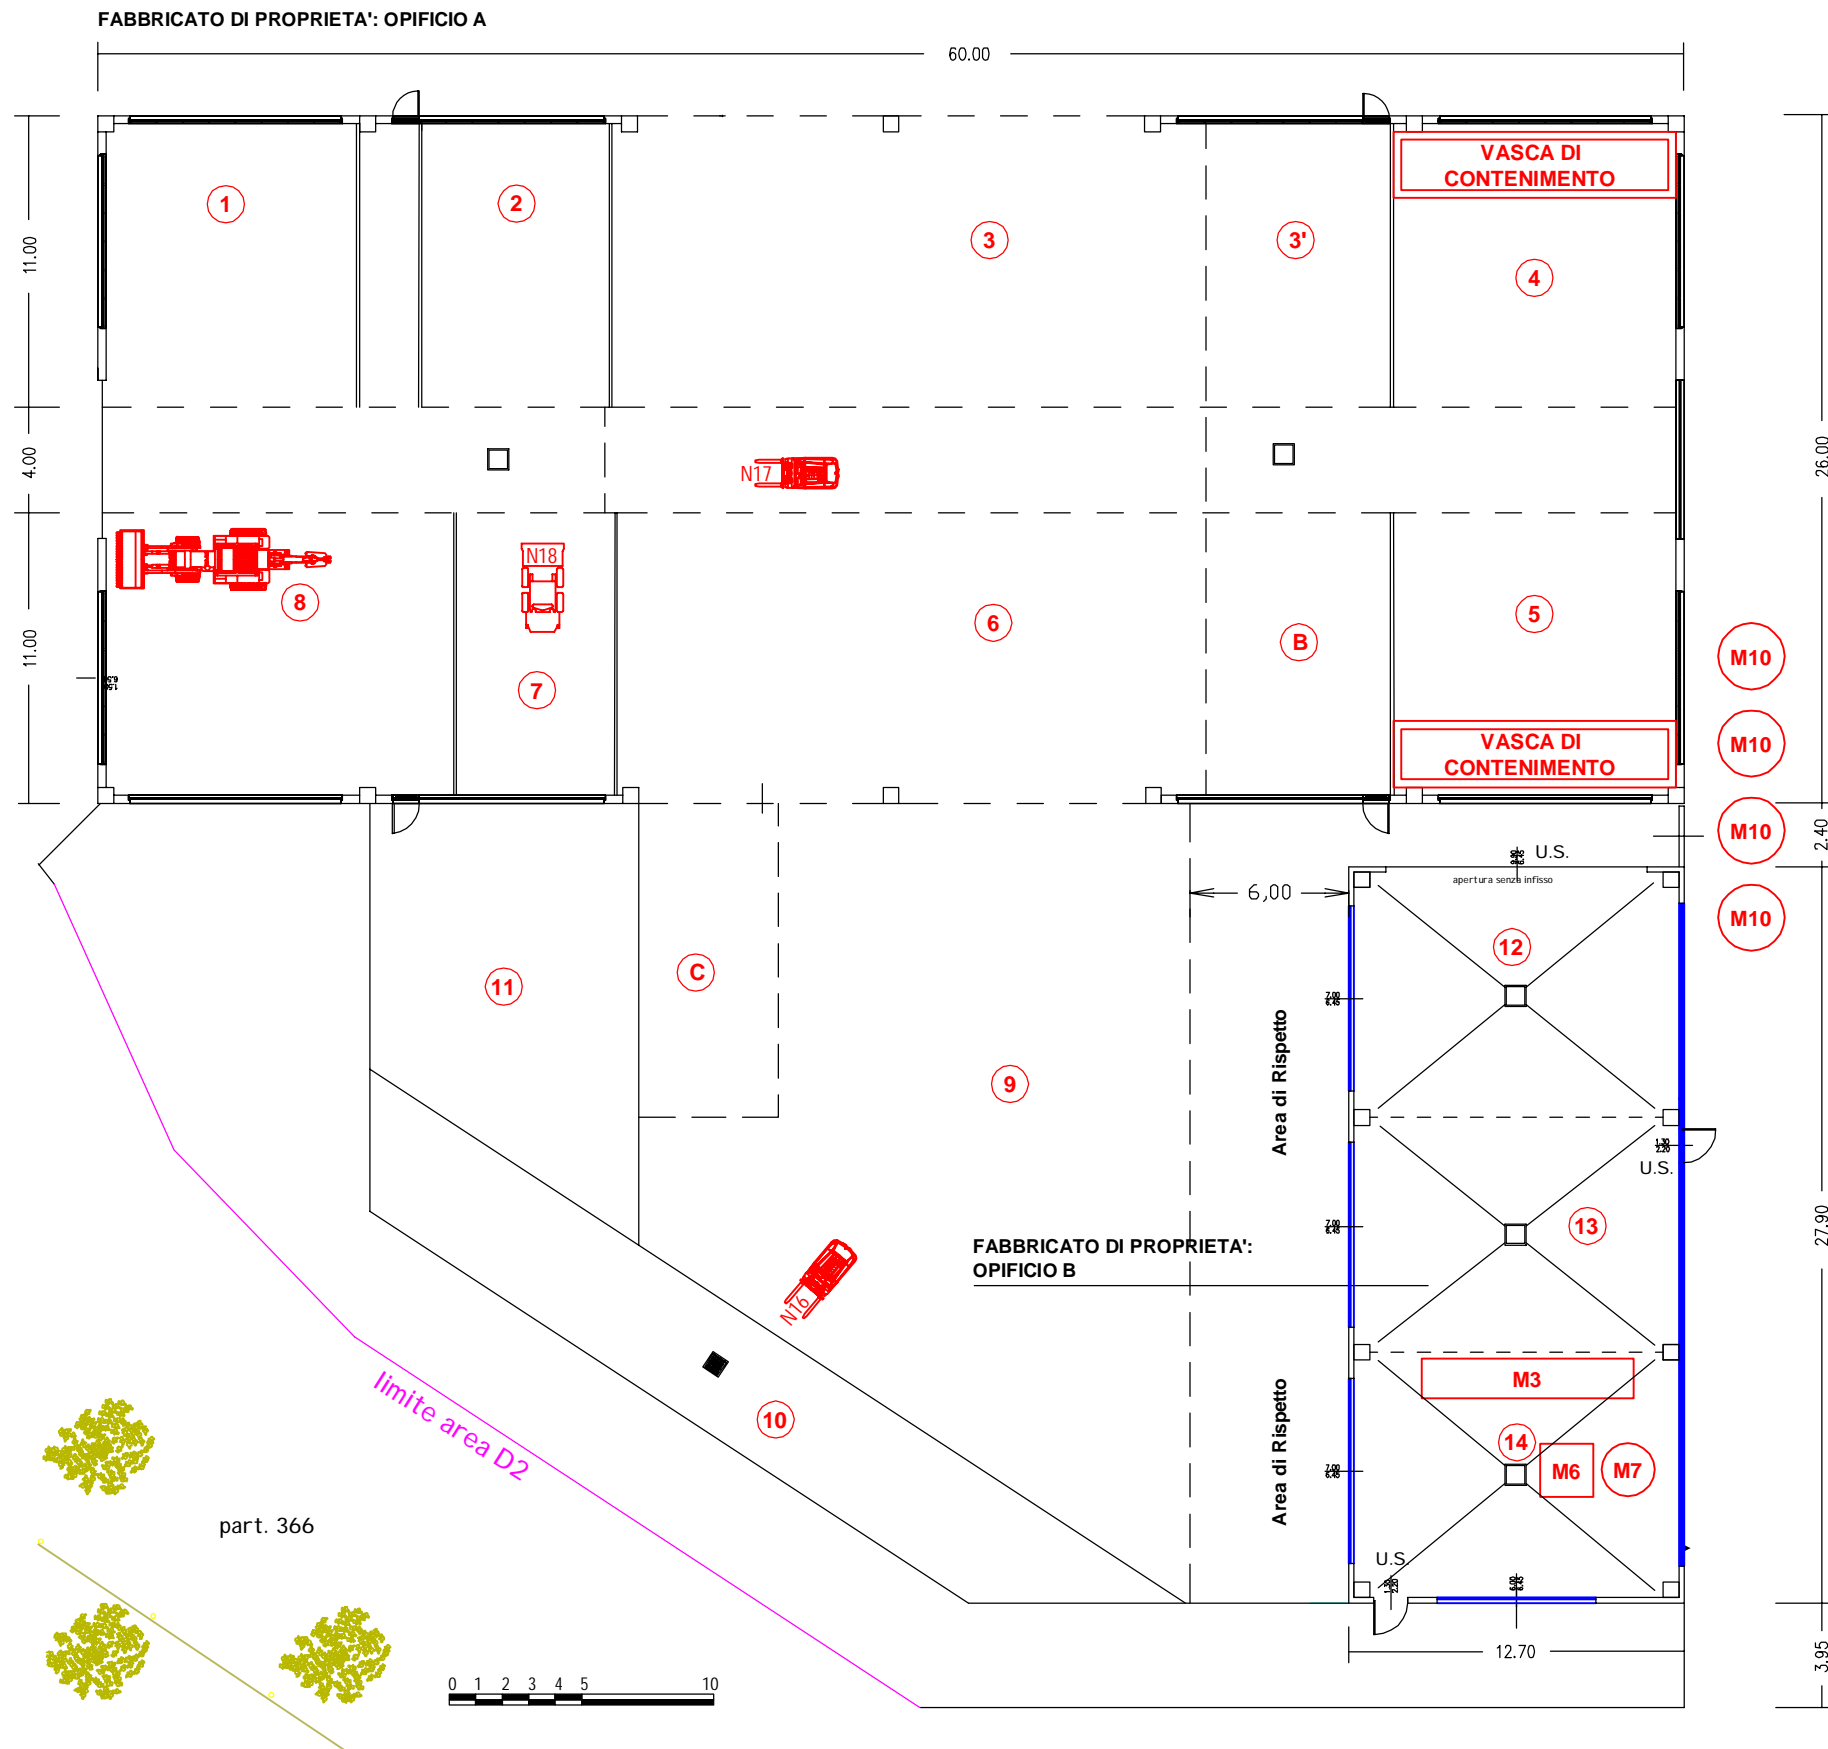 FABBRICATO DI PROPRIETA': OPIFICIO A
60.00
VASCA DI
CONTENIMENTO
1
2
3
3'
4
11.00
4.00
11.00
26.00
N17
N18
8
7
6
B
5
M10
M10
M10
M10
VASCA DI
CONTENIMENTO
2.40
U.S.
apertura senza infisso
6,00
12
11
C
9
Area di Rispetto
U.S.
13
27.90
FABBRICATO DI PROPRIETA':
OPIFICIO B
N16
M3
limite area D2
10
14
M6
M7
Area di Rispetto
part. 366
U.S.
12.70
3.95
0 1 2 3 4 5 10